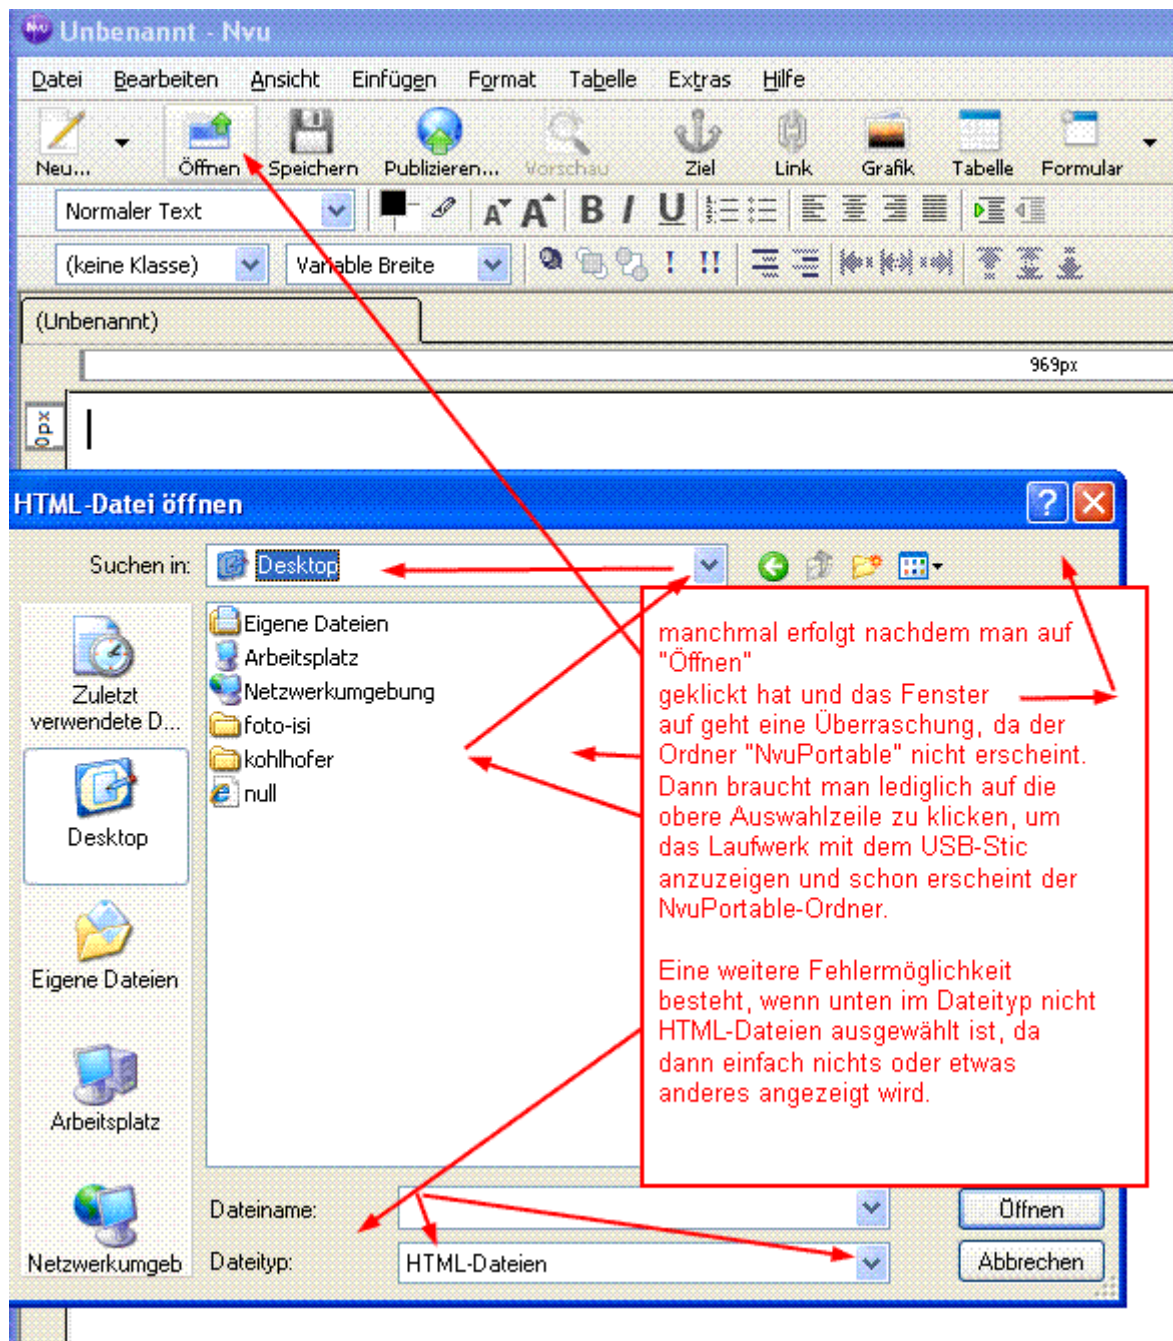 Unbenannt - Nvu
Datei Bearbeiten Ansicht Einfügen Format Tabelle Extras Hilfe
Neu... Öffnen Speichern Publizieren... Vorschau Ziel Link Grafik Tabelle Formular
Normaler Text
(keine Klasse) Variable Breite
(Unbenannt)
969px
0px
HTML-Datei öffnen
Suchen in: Desktop
Zuletzt
verwendete D...
Desktop
Eigene Dateien
Arbeitsplatz
Netzwerkumgeb
Eigene Dateien
Arbeitsplatz
Netzwerkumgebung
foto-isi
kohlhofer
null
manchmal erfolgt nachdem man auf
"Öffnen"
geklickt hat und das Fenster
auf geht eine Überraschung, da der
Ordner "NvuPortable" nicht erscheint.
Dann braucht man lediglich auf die
obere Auswahlzeile zu klicken, um
das Laufwerk mit dem USB-Stic
anzuzeigen und schon erscheint der
NvuPortable-Ordner.
Eine weitere Fehlermöglichkeit
besteht, wenn unten im Dateityp nicht
HTML-Dateien ausgewählt ist, da
dann einfach nichts oder etwas
anderes angezeigt wird.
Dateiname: Öffnen
Dateityp: HTML-Dateien Abbrechen